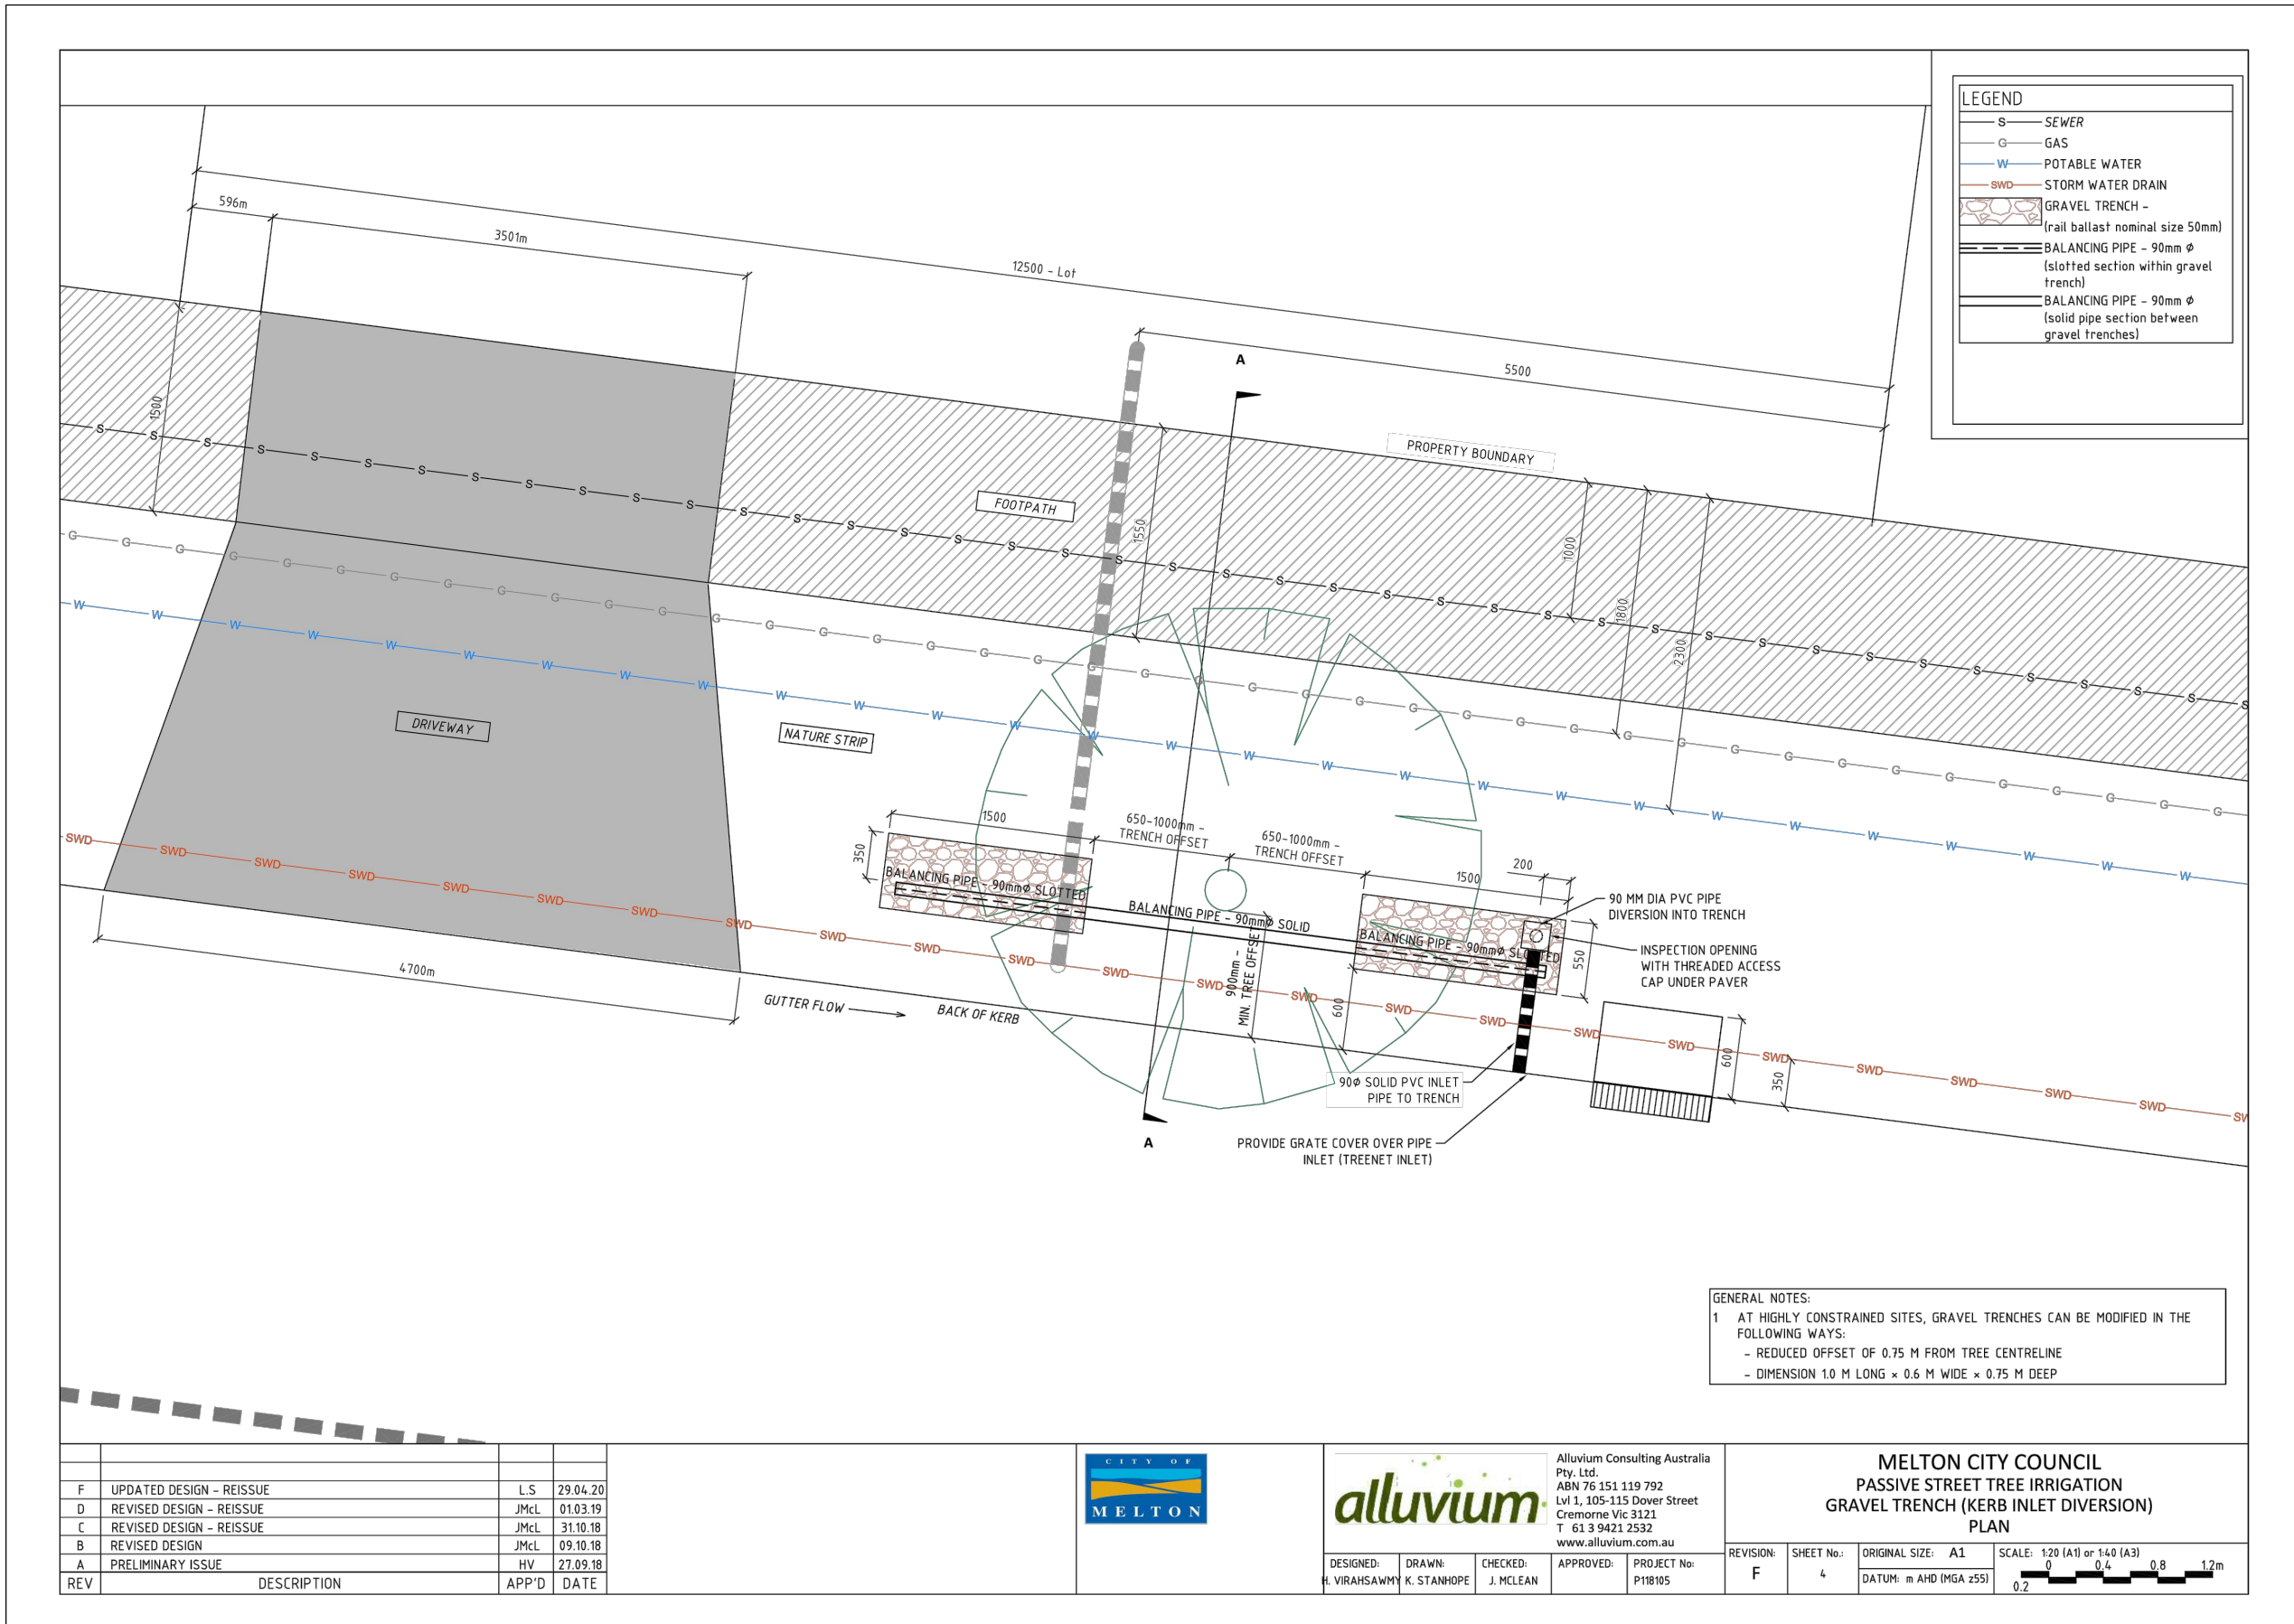 LEGEND
S SEWER
G GAS
W POTABLE WATER
SWD STORM WATER DRAIN
GRAVEL TRENCH -
(rail ballast nominal size 50mm)
BALANCING PIPE - 90mm Ø
(slotted section within gravel
trench)
BALANCING PIPE - 90mm Ø
(solid pipe section between
gravel trenches)
596m
3501m
12500 - Lot
5500
A
1500
PROPERTY BOUNDARY
FOOTPATH
1550
1000
1800
2300
DRIVEWAY
NATURE STRIP
1500
650-1000mm -
TRENCH OFFSET
650-1000mm -
TRENCH OFFSET
1500
200
350
BALANCING PIPE - 90mmØ SLOTTED
BALANCING PIPE - 90mmØ SOLID
BALANCING PIPE - 90mmØ SLOTTED
90 MM DIA PVC PIPE
DIVERSION INTO TRENCH
INSPECTION OPENING
WITH THREADED ACCESS
CAP UNDER PAVER
550
900mm -
MIN. TREE OFFSET
600
4700m
GUTTER FLOW
BACK OF KERB
600
350
90Ø SOLID PVC INLET
PIPE TO TRENCH
A
PROVIDE GRATE COVER OVER PIPE
INLET (TREENET INLET)
GENERAL NOTES:
1 AT HIGHLY CONSTRAINED SITES, GRAVEL TRENCHES CAN BE MODIFIED IN THE
FOLLOWING WAYS:
- REDUCED OFFSET OF 0.75 M FROM TREE CENTRELINE
- DIMENSION 1.0 M LONG × 0.6 M WIDE × 0.75 M DEEP
F UPDATED DESIGN - REISSUE L.S 29.04.20
D REVISED DESIGN - REISSUE JMcL 01.03.19
C REVISED DESIGN - REISSUE JMcL 31.10.18
B REVISED DESIGN JMcL 09.10.18
A PRELIMINARY ISSUE HV 27.09.18
REV DESCRIPTION APP'D DATE
CITY OF
MELTON
alluvium
Alluvium Consulting Australia
Pty. Ltd.
ABN 76 151 119 792
Lvl 1, 105-115 Dover Street
Cremorne Vic 3121
T 61 3 9421 2532
www.alluvium.com.au
DESIGNED: DRAWN: CHECKED: APPROVED: PROJECT No:
H. VIRAHSAWMY K. STANHOPE J. MCLEAN P118105
MELTON CITY COUNCIL
PASSIVE STREET TREE IRRIGATION
GRAVEL TRENCH (KERB INLET DIVERSION)
PLAN
REVISION: SHEET No.: ORIGINAL SIZE: A1 SCALE: 1:20 (A1) or 1:40 (A3)
F 4 DATUM: m AHD (MGA z55)
0 0.4 0.8 1.2m
0.2